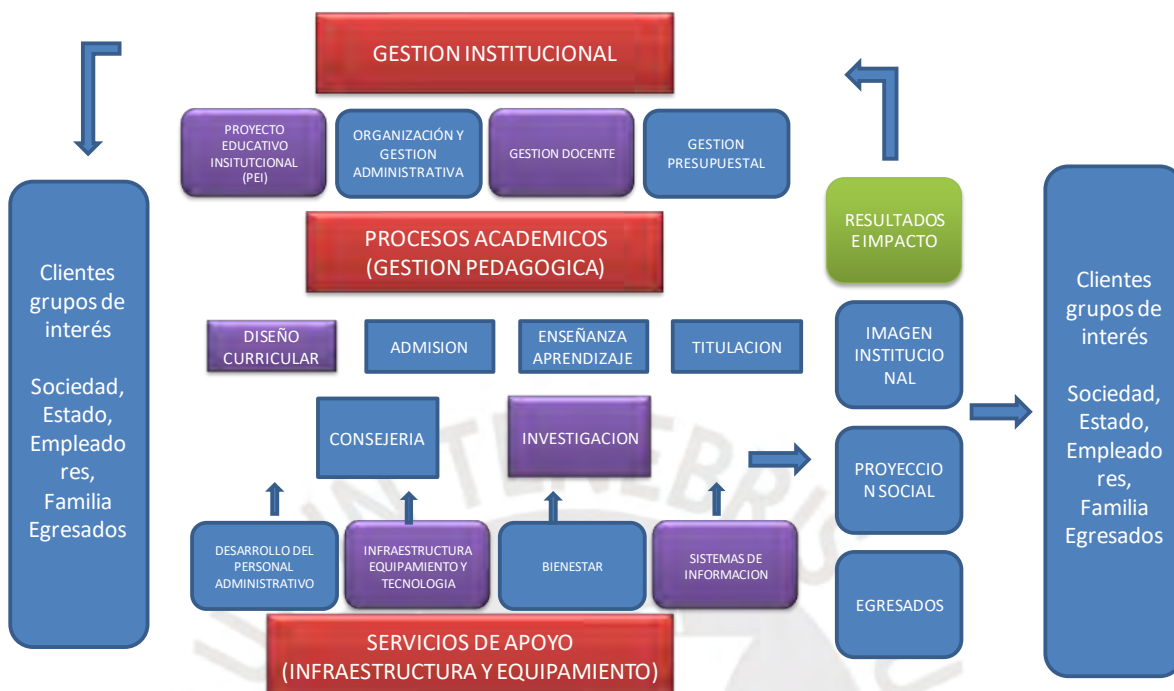 GESTION INSTITUCIONAL
PROYECTO
EDUCATIVO
INSITUTCIONAL
(PEI)
ORGANIZACIÓN Y
GESTION
ADMINISTRATIVA
GESTION DOCENTE
GESTION
PRESUPUESTAL
Clientes
grupos de
interés
Sociedad,
Estado,
Empleado
res,
Familia
Egresados
PROCESOS ACADEMICOS
(GESTION PEDAGOGICA)
DISEÑO
CURRICULAR
ADMISION
ENSEÑANZA
APRENDIZAJE
TITULACION
CONSEJERIA
INVESTIGACION
DESARROLLO DEL
PERSONAL
ADMINISTRATIVO
INFRAESTRUCTURA
EQUIPAMIENTO Y
TECNOLOGIA
BIENESTAR
SISTEMAS DE
INFORMACION
SERVICIOS DE APOYO
(INFRAESTRUCTURA Y EQUIPAMIENTO)
RESULTADOS
E IMPACTO
IMAGEN
INSTITUCIO
NAL
PROYECCIO
N SOCIAL
EGRESADOS
Clientes
grupos de
interés
Sociedad,
Estado,
Empleado
res,
Familia
Egresados